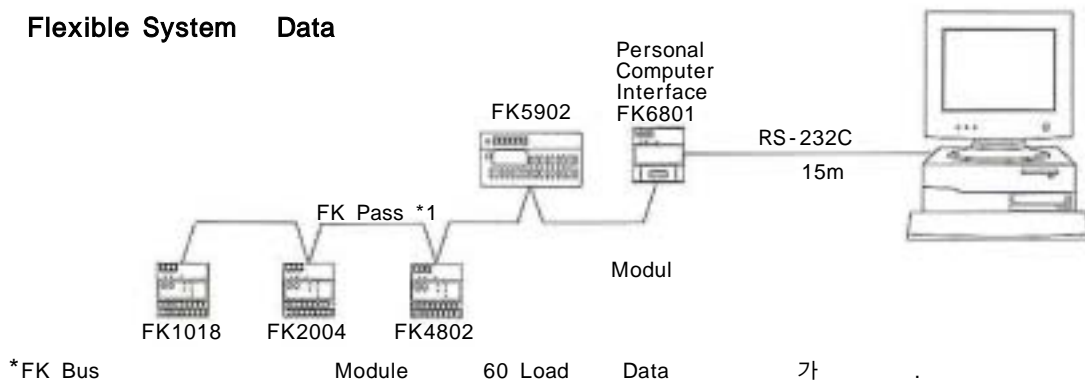 Flexible System Data
Personal
Computer
Interface
FK6801
FK5902
RS-232C
15m
FK Pass *1
Modul
FK1018 FK2004 FK4802
*FK Bus Module 60 Load Data 가 .